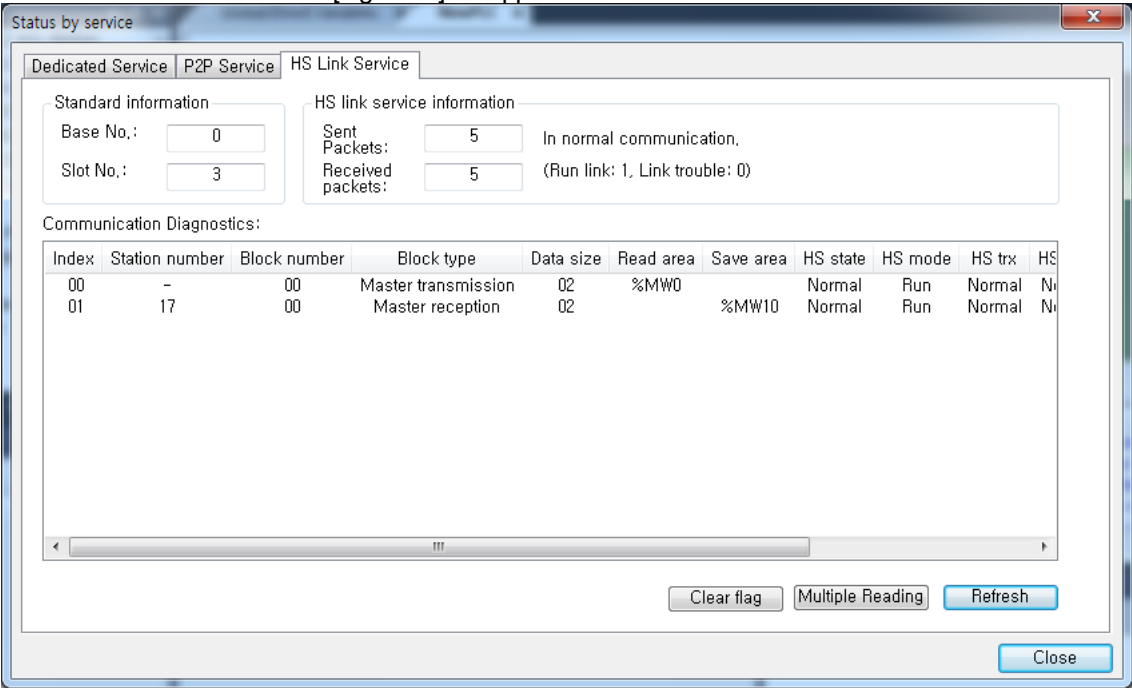 Status by service
Dedicated Service P2P Service HS Link Service
Standard information
Base No.: 0
Slot No.: 3
HS link service information
Sent Packets: 5
Received packets: 5
In normal communication.
(Run link: 1, Link trouble: 0)
Communication Diagnostics:
Index Station number Block number Block type Data size Read area Save area HS state HS mode HS trx HS
00 - 00 Master transmission 02 %MW0 Normal Run Normal
01 17 00 Master reception 02 %MW10 Normal Run Normal
Clear flag Multiple Reading Refresh
Close